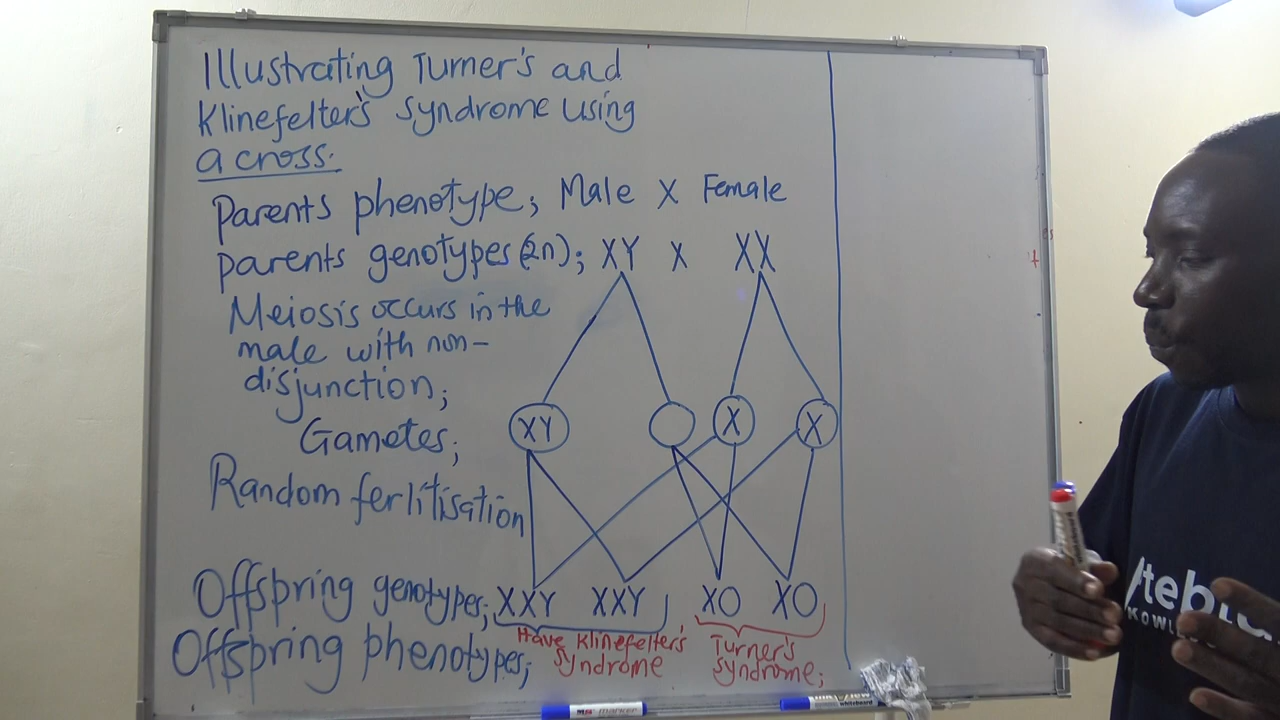 Illustrating Turner's and
Klinefelter's syndrome using
a cross.
Parents phenotype; Male X Female
parents genotypes (2n); XY X XX
Meiosis occurs in the
male with non-
disjunction;
Gametes; XY X X
Random ferlitisation
Offspring genotypes; XXY XXY XO XO
Offspring phenotypes; Have Klinefelter's syndrome Turner's syndrome;